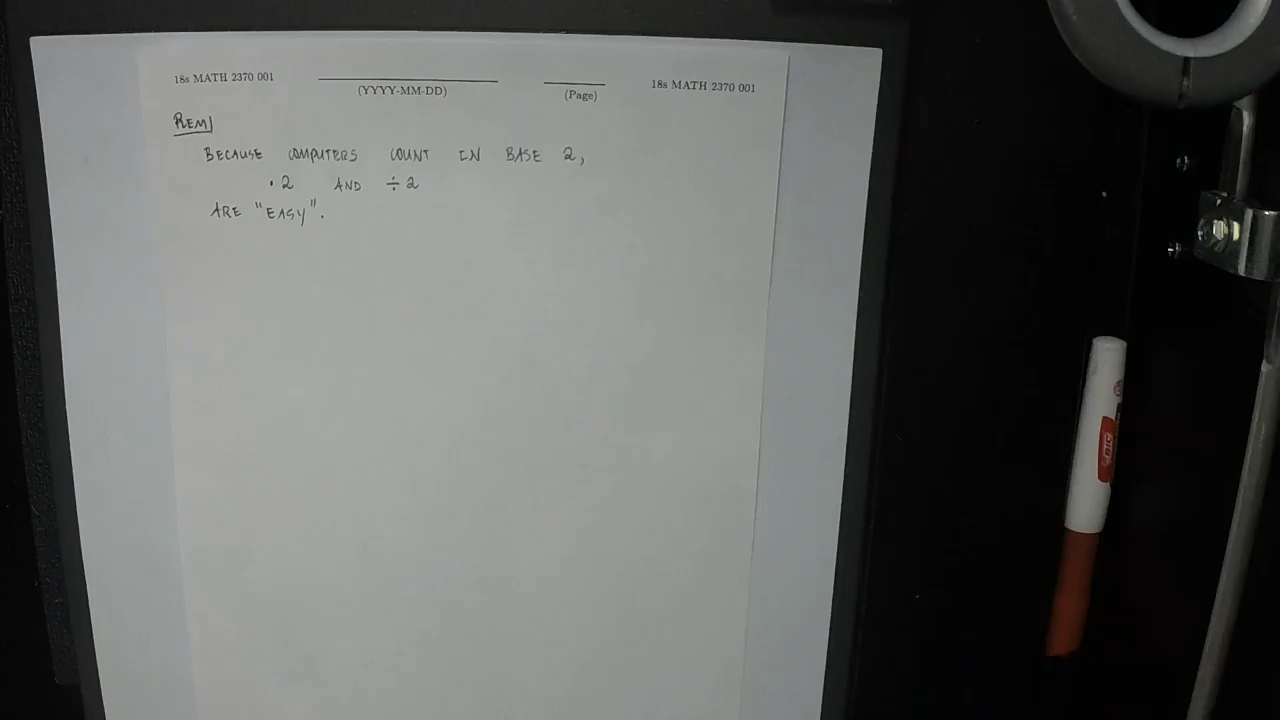 18s MATH 2370 001 (YYYY-MM-DD) (Page) 18s MATH 2370 001
REM
BECAUSE COMPUTERS COUNT IN BASE 2,
· 2 AND ÷ 2
ARE "EASY".
BIC